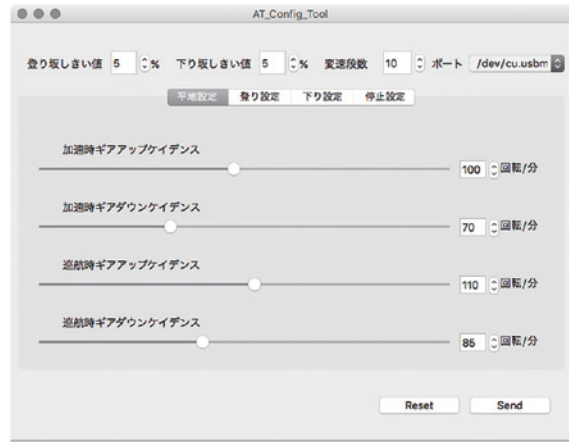 AT_Config_Tool
登り坂しきい値 5 % 下り坂しきい値 5 % 変速段数 10 ポート /dev/cu.usbm
平地設定 登り設定 下り設定 停止設定
加速時ギアアップケイデンス
100 回転/分
加速時ギアダウンケイデンス
70 回転/分
巡航時ギアアップケイデンス
110 回転/分
巡航時ギアダウンケイデンス
85 回転/分
Reset Send